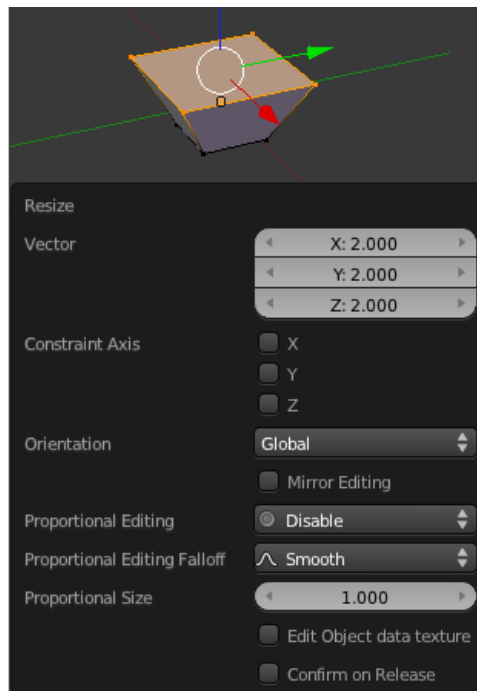 Resize
Vector
X: 2.000
Y: 2.000
Z: 2.000
Constraint Axis
X
Y
Z
Orientation
Global
Mirror Editing
Proportional Editing
Disable
Proportional Editing Falloff
Smooth
Proportional Size
1.000
Edit Object data texture
Confirm on Release